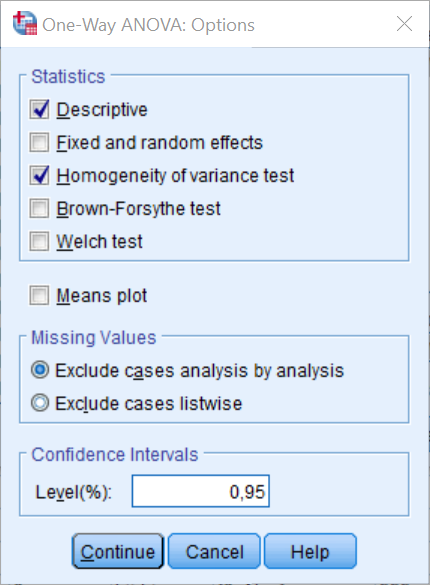 One-Way ANOVA: Options
Statistics
Descriptive
Fixed and random effects
Homogeneity of variance test
Brown-Forsythe test
Welch test
Means plot
Missing Values
Exclude cases analysis by analysis
Exclude cases listwise
Confidence Intervals
Level(%): 0,95
Continue Cancel Help